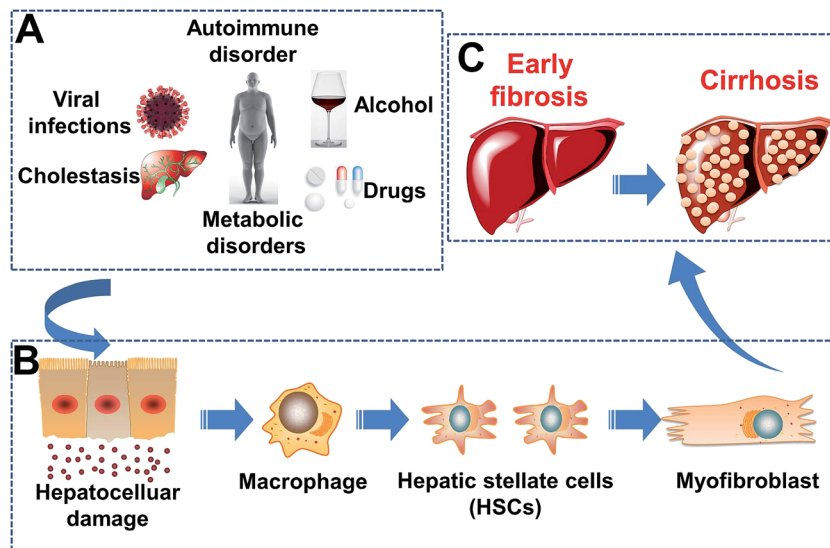 A
Autoimmune
disorder
Viral
infections
Alcohol
Cholestasis
Drugs
Metabolic
disorders
C
Early
fibrosis
Cirrhosis
B
Hepatocelluar
damage
Macrophage
Hepatic stellate cells
(HSCs)
Myofibroblast